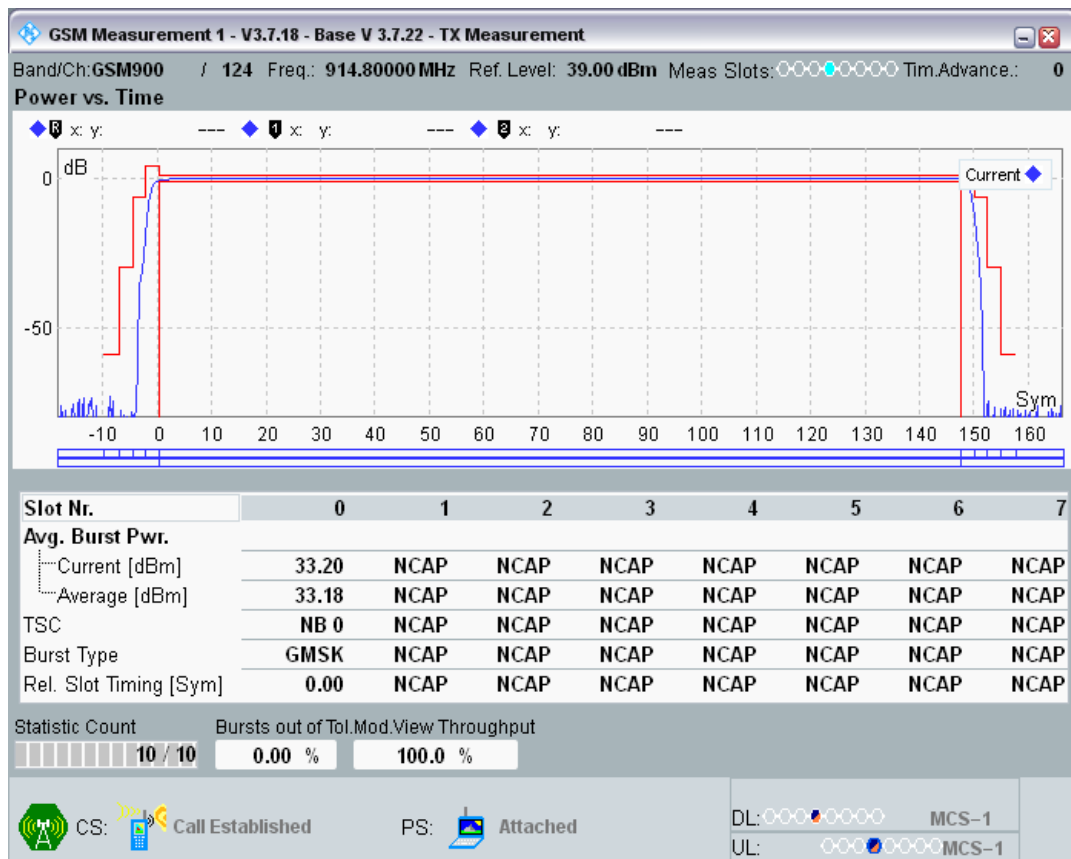 GSM Measurement 1 - V3.7.18 - Base V 3.7.22 - TX Measurement
Band/Ch:GSM900 / 124 Freq.: 914.80000 MHz Ref. Level: 39.00 dBm Meas Slots: Tim.Advance.: 0
Power vs. Time
R x: y: --- 1 x: y: --- 2 x: y: ---
dB
Current
0
-50
Sym
-10 0 10 20 30 40 50 60 70 80 90 100 110 120 130 140 150 160
Slot Nr. 0 1 2 3 4 5 6 7
Avg. Burst Pwr.
Current [dBm] 33.20 NCAP NCAP NCAP NCAP NCAP NCAP NCAP
Average [dBm] 33.18 NCAP NCAP NCAP NCAP NCAP NCAP NCAP
TSC NB 0 NCAP NCAP NCAP NCAP NCAP NCAP NCAP
Burst Type GMSK NCAP NCAP NCAP NCAP NCAP NCAP NCAP
Rel. Slot Timing [Sym] 0.00 NCAP NCAP NCAP NCAP NCAP NCAP NCAP
Statistic Count Bursts out of Tol.Mod.View Throughput
10 / 10 0.00 % 100.0 %
CS: Call Established PS: Attached DL: MCS-1
UL: MCS-1